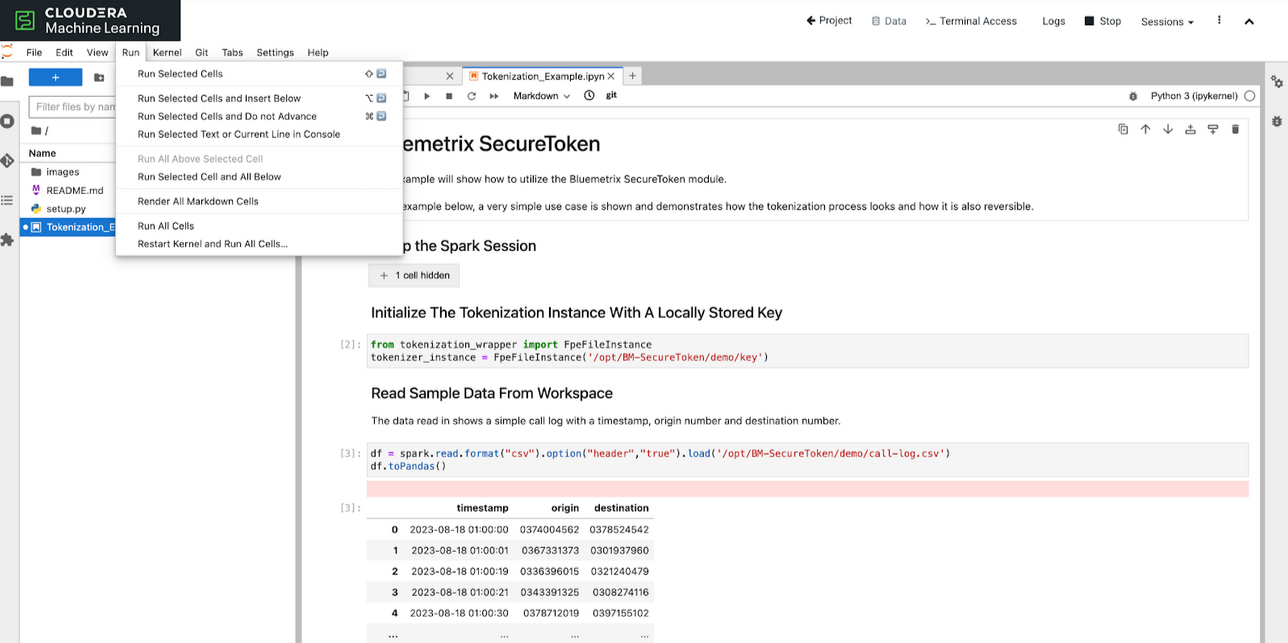 CLOUDERA
Machine Learning
Project Data Terminal Access Logs Stop Sessions
File Edit View Run Kernel Git Tabs Settings Help
Run Selected Cells
Run Selected Cells and Insert Below
Run Selected Cells and Do not Advance
Run Selected Text or Current Line in Console
Run All Above Selected Cell
Run Selected Cell and All Below
Render All Markdown Cells
Run All Cells
Restart Kernel and Run All Cells...
Filter files by nam
/
Name
images
README.md
setup.py
Tokenization_E
Tokenization_Example.ipyn
Markdown git Python 3 (ipykernel)
emetrix SecureToken
ample will show how to utilize the Bluemetrix SecureToken module.
example below, a very simple use case is shown and demonstrates how the tokenization process looks and how it is also reversible.
p the Spark Session
+ 1 cell hidden
Initialize The Tokenization Instance With A Locally Stored Key
[2]: from tokenization_wrapper import FpeFileInstance
tokenizer_instance = FpeFileInstance('/opt/BM-SecureToken/demo/key')
Read Sample Data From Workspace
The data read in shows a simple call log with a timestamp, origin number and destination number.
[3]: df = spark.read.format("csv").option("header","true").load('/opt/BM-SecureToken/demo/call-log.csv')
df.toPandas()
[3]: timestamp origin destination
0 2023-08-18 01:00:00 0374004562 0378524542
1 2023-08-18 01:00:01 0367331373 0301937960
2 2023-08-18 01:00:19 0336396015 0321240479
3 2023-08-18 01:00:21 0343391325 0308274116
4 2023-08-18 01:00:30 0378712019 0397155102
... ... ... ...